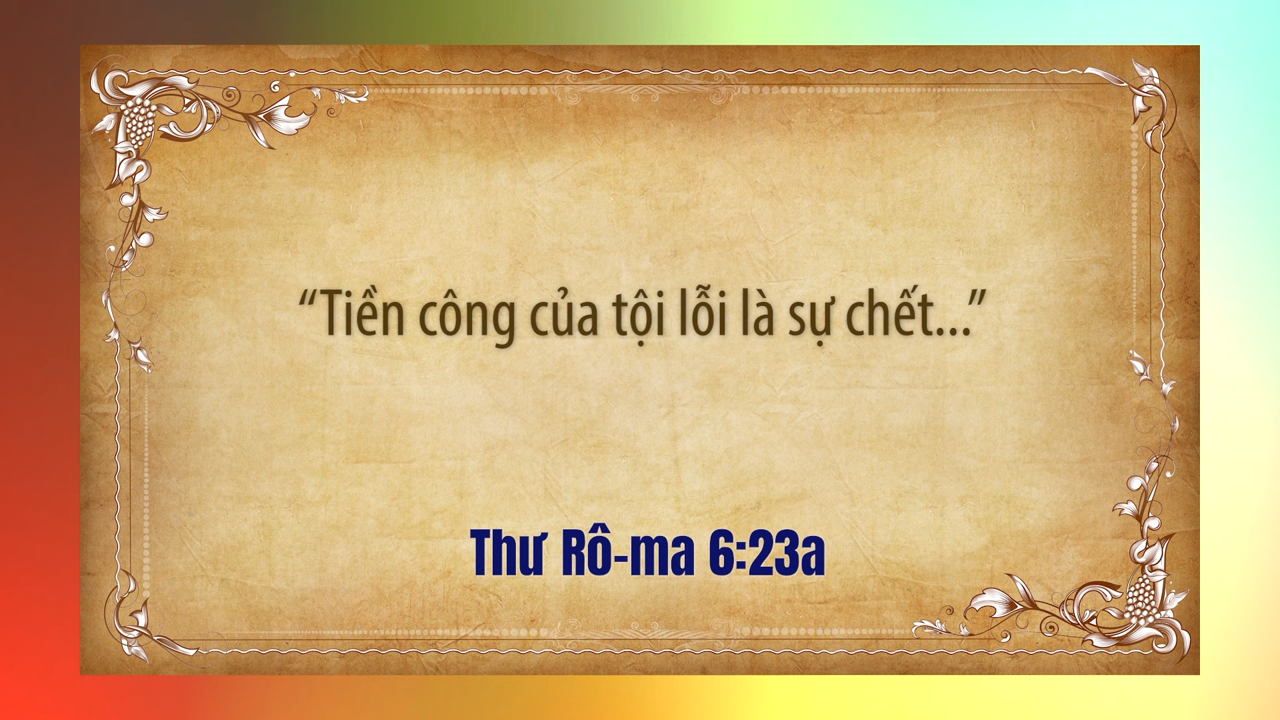 “Tiền công của tội lỗi là sự chết...”
Thư Rô-ma 6:23a